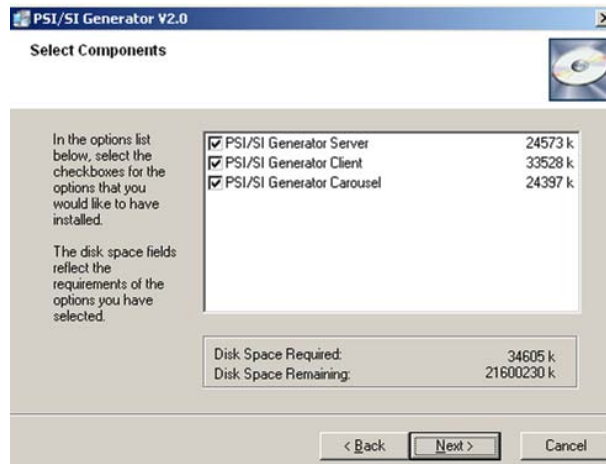 PSI/SI Generator V2.0
Select Components
In the options list
below, select the
checkboxes for the
options that you
would like to have
installed.
The disk space fields
reflect the
requirements of the
options you have
selected.
PSI/SI Generator Server 24573 k
PSI/SI Generator Client 33528 k
PSI/SI Generator Carousel 24397 k
Disk Space Required: 34605 k
Disk Space Remaining: 21600230 k
< Back
Next >
Cancel